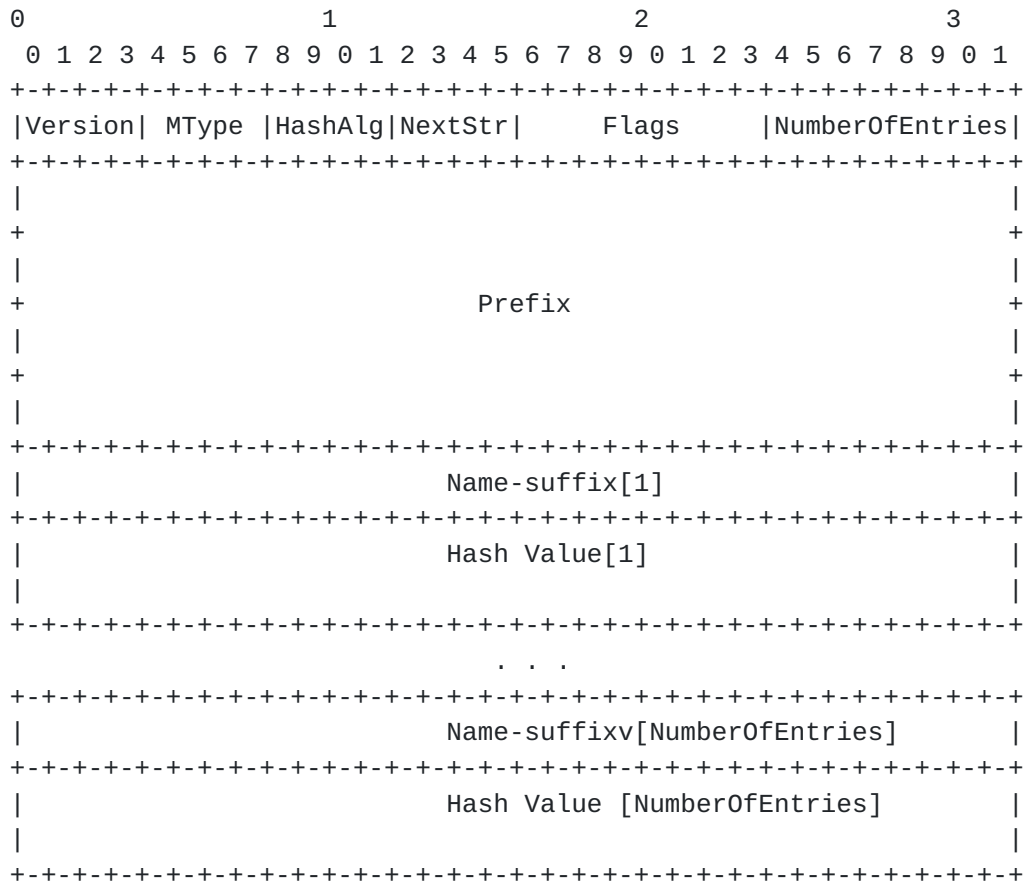 0                   1                   2                   3
 0 1 2 3 4 5 6 7 8 9 0 1 2 3 4 5 6 7 8 9 0 1 2 3 4 5 6 7 8 9 0 1
+-+-+-+-+-+-+-+-+-+-+-+-+-+-+-+-+-+-+-+-+-+-+-+-+-+-+-+-+-+-+-+-+
|Version| MType |HashAlg|NextStr|     Flags     |NumberOfEntries|
+-+-+-+-+-+-+-+-+-+-+-+-+-+-+-+-+-+-+-+-+-+-+-+-+-+-+-+-+-+-+-+-+
|                                                               |
+                                                               +
|                                                               |
+                             Prefix                            +
|                                                               |
+                                                               +
|                                                               |
+-+-+-+-+-+-+-+-+-+-+-+-+-+-+-+-+-+-+-+-+-+-+-+-+-+-+-+-+-+-+-+-+
|                           Name-suffix[1]                      |
+-+-+-+-+-+-+-+-+-+-+-+-+-+-+-+-+-+-+-+-+-+-+-+-+-+-+-+-+-+-+-+-+
|                           Hash Value[1]                       |
|                                                               |
+-+-+-+-+-+-+-+-+-+-+-+-+-+-+-+-+-+-+-+-+-+-+-+-+-+-+-+-+-+-+-+-+
                               . . .
+-+-+-+-+-+-+-+-+-+-+-+-+-+-+-+-+-+-+-+-+-+-+-+-+-+-+-+-+-+-+-+-+
|                           Name-suffixv[NumberOfEntries]       |
+-+-+-+-+-+-+-+-+-+-+-+-+-+-+-+-+-+-+-+-+-+-+-+-+-+-+-+-+-+-+-+-+
|                           Hash Value [NumberOfEntries]        |
|                                                               |
+-+-+-+-+-+-+-+-+-+-+-+-+-+-+-+-+-+-+-+-+-+-+-+-+-+-+-+-+-+-+-+-+